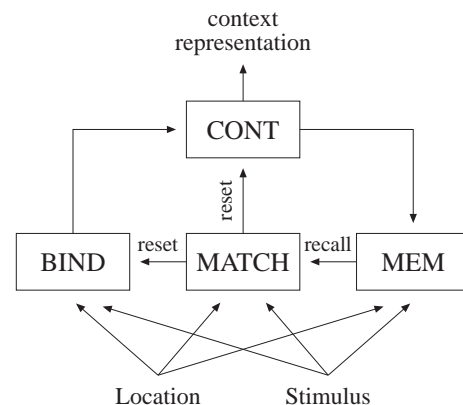 context
representation
CONT
reset
reset
recall
BIND
MATCH
MEM
Location
Stimulus